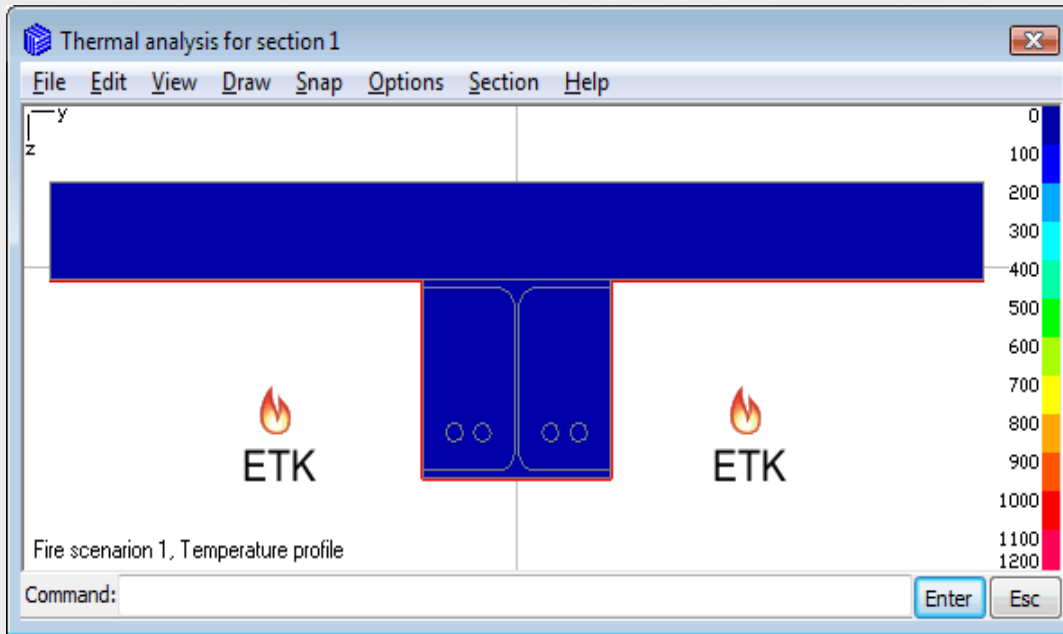 Thermal analysis for section 1
File Edit View Draw Snap Options Section Help
y
z
0
100
200
300
400
500
600
700
800
900
1000
1100
1200
ETK ETK
Fire scenarion 1, Temperature profile
Command: Enter Esc